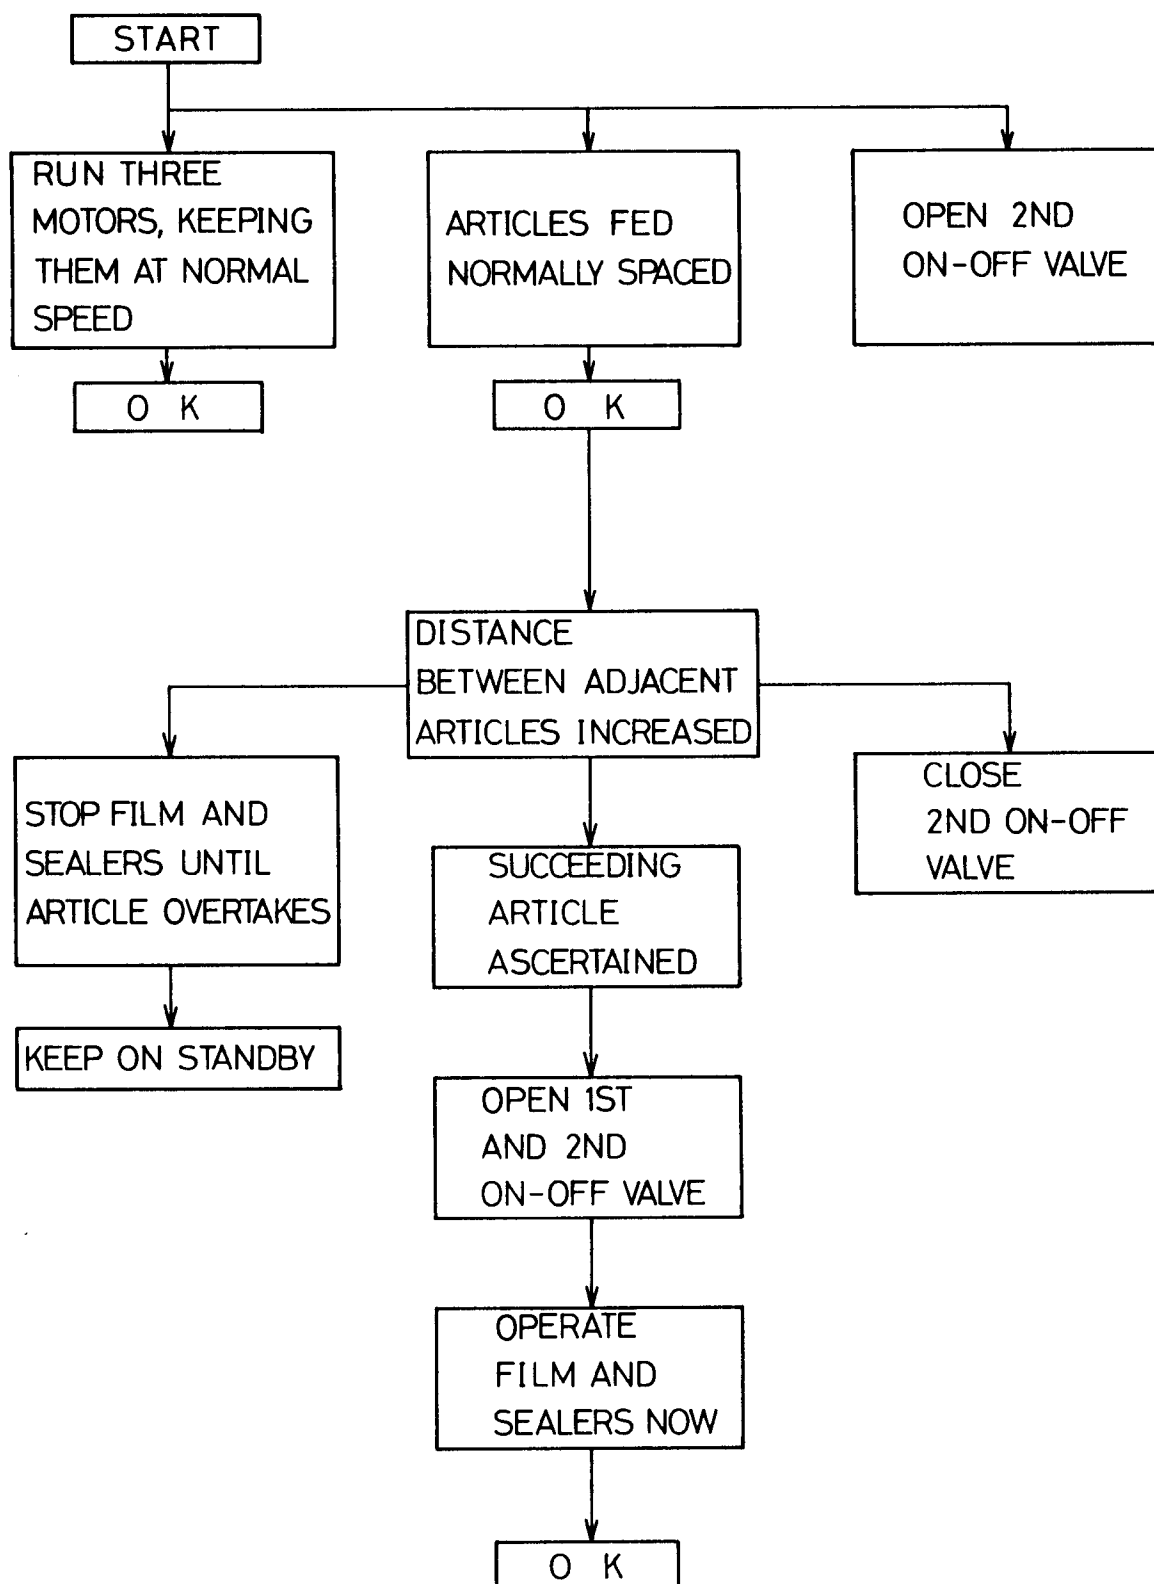 START
RUN THREE
MOTORS, KEEPING
THEM AT NORMAL
SPEED
ARTICLES FED
NORMALLY SPACED
OPEN 2ND
ON-OFF VALVE
O K
O K
DISTANCE
BETWEEN ADJACENT
ARTICLES INCREASED
STOP FILM AND
SEALERS UNTIL
ARTICLE OVERTAKES
KEEP ON STANDBY
SUCCEEDING
ARTICLE
ASCERTAINED
CLOSE
2ND ON-OFF
VALVE
OPEN 1ST
AND 2ND
ON-OFF VALVE
OPERATE
FILM AND
SEALERS NOW
O K